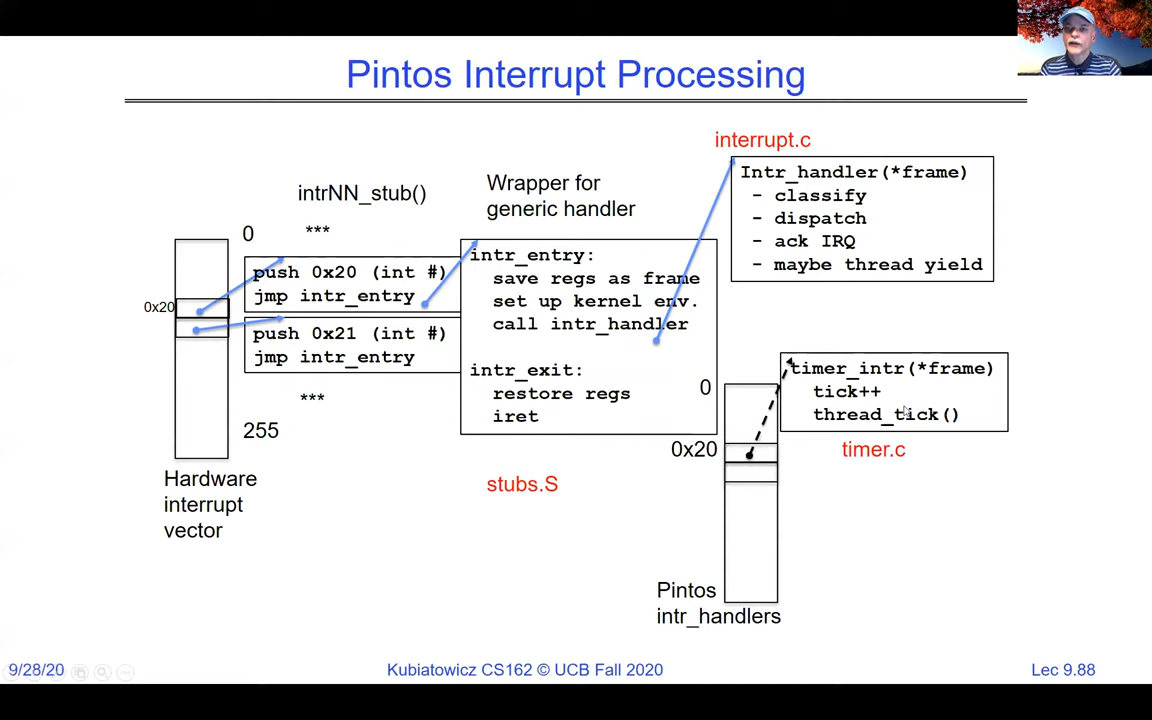 Pintos Interrupt Processing
interrupt.c
Intr_handler(*frame)
- classify
- dispatch
- ack IRQ
- maybe thread yield
intrNN_stub()
Wrapper for
generic handler
0
***
0x20
push 0x20 (int #)
jmp intr_entry
push 0x21 (int #)
jmp intr_entry
***
255
Hardware
interrupt
vector
intr_entry:
save regs as frame
set up kernel env.
call intr_handler
intr_exit:
restore regs
iret
stubs.S
0
0x20
timer_intr(*frame)
tick++
thread_tick()
timer.c
Pintos
intr_handlers
9/28/20
Kubiatowicz CS162 © UCB Fall 2020
Lec 9.88